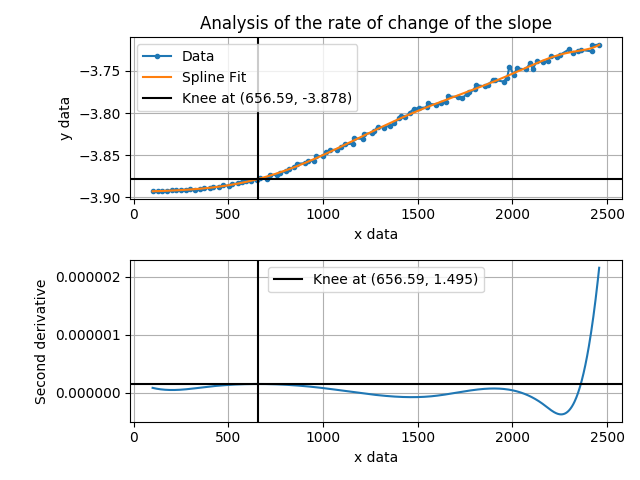 Analysis of the rate of change of the slope
Data
Spline Fit
Knee at (656.59, -3.878)
y data
−3.75
−3.80
−3.85
−3.90
0 500 1000 1500 2000 2500
x data
Second derivative
0.000002
0.000001
0.000000
Knee at (656.59, 1.495)
0 500 1000 1500 2000 2500
x data